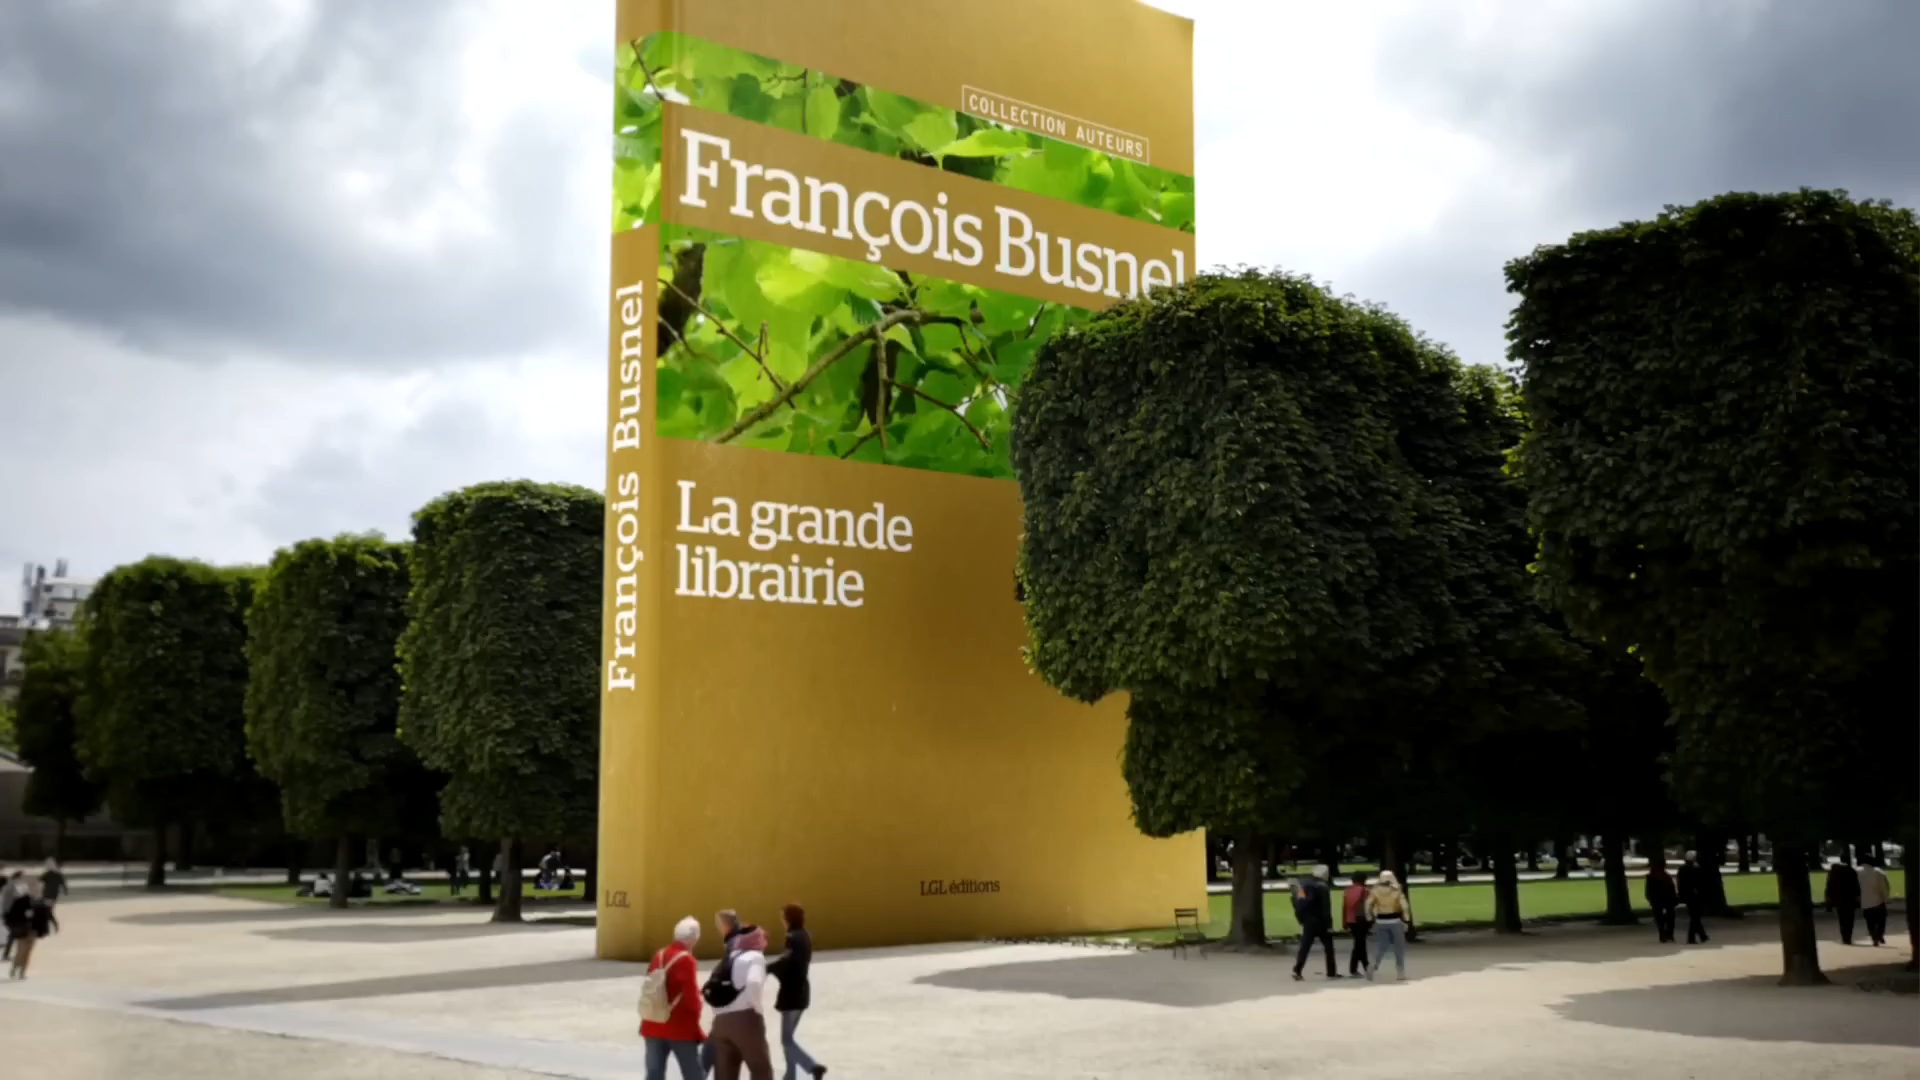 COLLECTION AUTEURS
François Busnel
François Busnel
La grande
librairie
LGL éditions
LGL